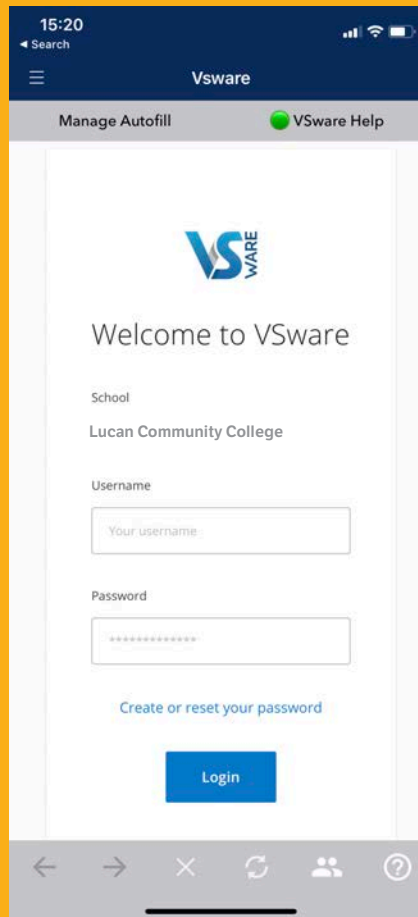 15:20
◄ Search
Vsware
Manage Autofill VSware Help
VS WARE
Welcome to VSware
School
Lucan Community College
Username
Your username
Password
*************
Create or reset your password
Login